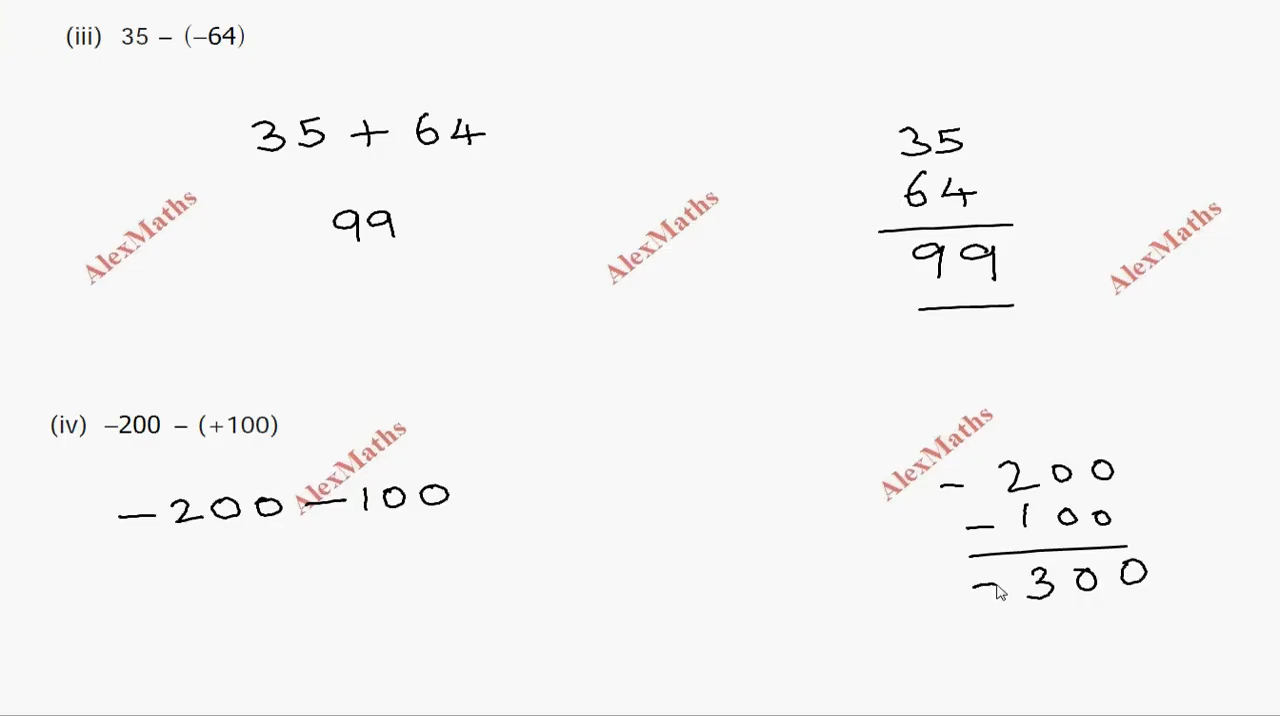 (iii) 35 – (–64)
35 + 64
35
64
99
99
AlexMaths
AlexMaths
AlexMaths
(iv) –200 – (+100)
AlexMaths
AlexMaths
– 200 – 100
– 200
– 100
– 300